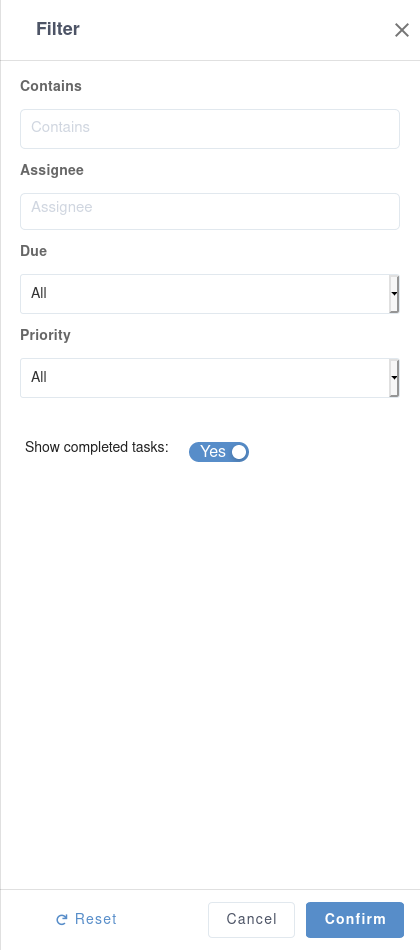 Filter
Contains
Contains
Assignee
Assignee
Due
All
Priority
All
Show completed tasks: Yes
Reset Cancel Confirm